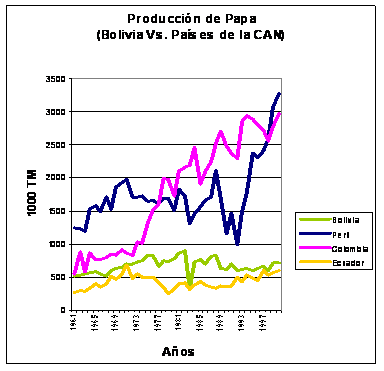 Producción de Papa
(Bolivia Vs. Países de la CAN)
3500
3000
2500
2000
1500
1000
500
0
1000 TM
1961
1965
1969
1973
1977
1981
1985
1989
1993
1997
Años
Bolivia
Perú
Colombia
Ecuador